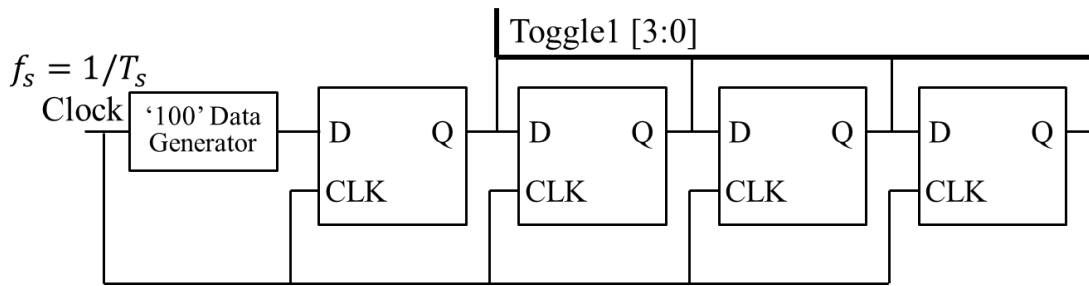 Toggle1 [3:0]
f_s = 1/T_s
Clock
‘100’ Data
Generator
D Q
CLK
D Q
CLK
D Q
CLK
D Q
CLK